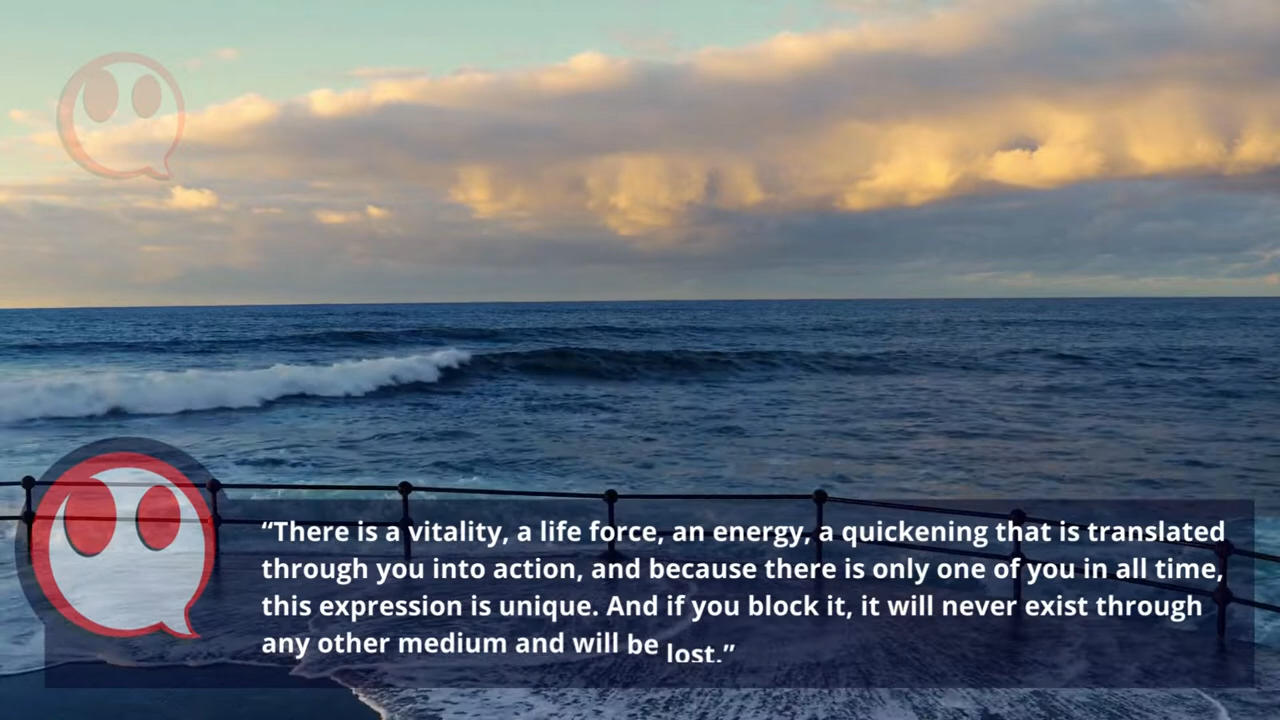 “There is a vitality, a life force, an energy, a quickening that is translated
through you into action, and because there is only one of you in all time,
this expression is unique. And if you block it, it will never exist through
any other medium and will be lost.”